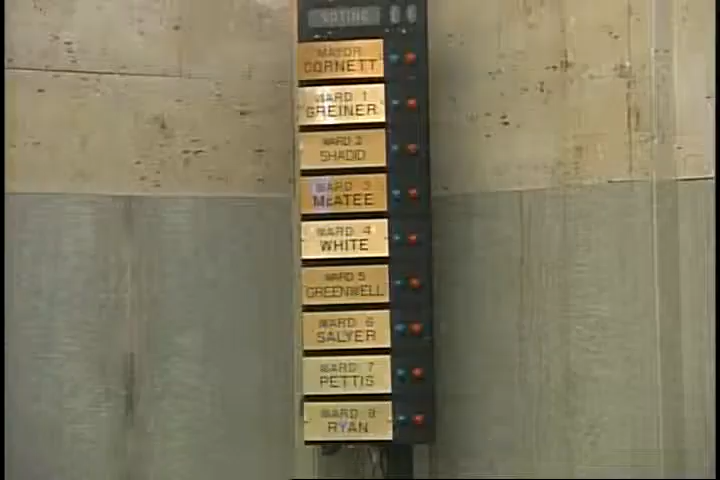 VOTING
MAYOR
CORNETT
WARD 1
GREINER
WARD 2
SHADID
WARD 3
McATEE
WARD 4
WHITE
WARD 5
GREENWELL
WARD 6
SALYER
WARD 7
PETTIS
WARD 8
RYAN